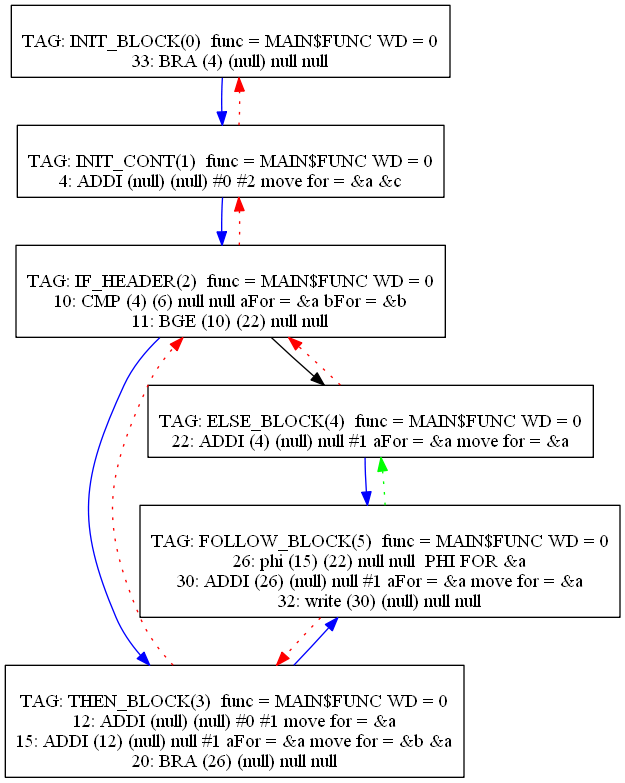 TAG: INIT_BLOCK(0)  func = MAIN$FUNC WD = 0
33: BRA (4) (null) null null
TAG: INIT_CONT(1)  func = MAIN$FUNC WD = 0
4: ADDI (null) (null) #0 #2 move for = &a &c
TAG: IF_HEADER(2)  func = MAIN$FUNC WD = 0
10: CMP (4) (6) null null aFor = &a bFor = &b
11: BGE (10) (22) null null
TAG: ELSE_BLOCK(4)  func = MAIN$FUNC WD = 0
22: ADDI (4) (null) null #1 aFor = &a move for = &a
TAG: FOLLOW_BLOCK(5)  func = MAIN$FUNC WD = 0
26: phi (15) (22) null null  PHI FOR &a
30: ADDI (26) (null) null #1 aFor = &a move for = &a
32: write (30) (null) null null
TAG: THEN_BLOCK(3)  func = MAIN$FUNC WD = 0
12: ADDI (null) (null) #0 #1 move for = &a
15: ADDI (12) (null) null #1 aFor = &a move for = &b &a
20: BRA (26) (null) null null